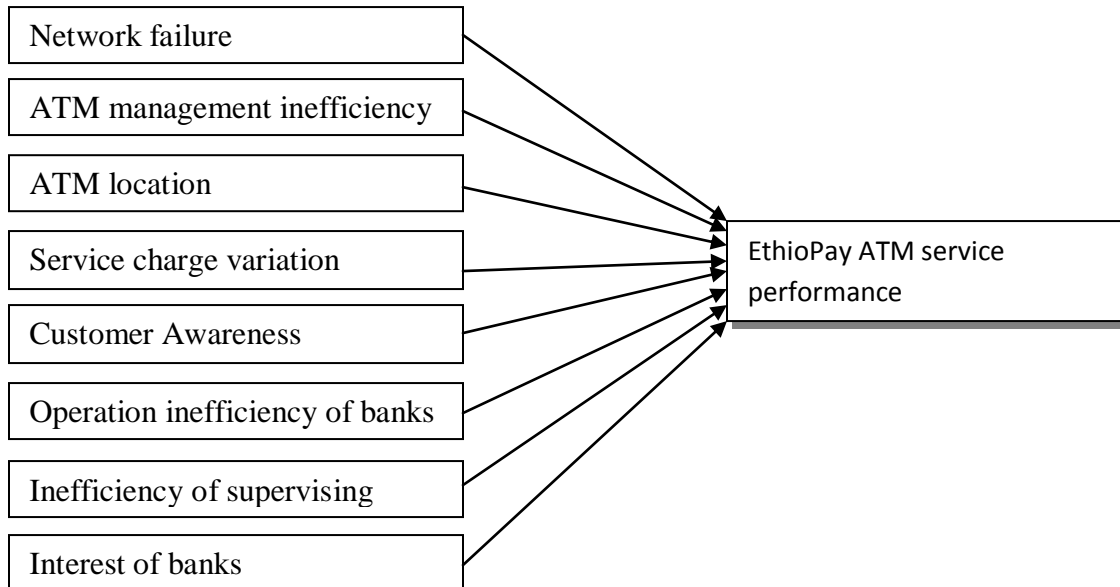 Network failure
ATM management inefficiency
ATM location
Service charge variation
Customer Awareness
Operation inefficiency of banks
Inefficiency of supervising
Interest of banks
EthioPay ATM service
performance